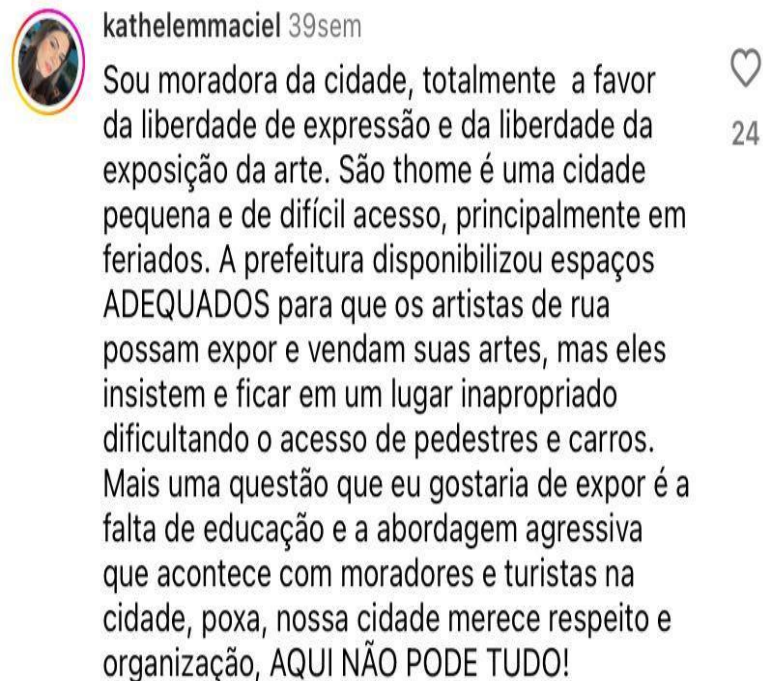 kathelemmaciel 39sem
Sou moradora da cidade, totalmente a favor
da liberdade de expressão e da liberdade da
exposição da arte. São thome é uma cidade
pequena e de difícil acesso, principalmente em
feriados. A prefeitura disponibilizou espaços
ADEQUADOS para que os artistas de rua
possam expor e vendam suas artes, mas eles
insistem e ficar em um lugar inapropriado
dificultando o acesso de pedestres e carros.
Mais uma questão que eu gostaria de expor é a
falta de educação e a abordagem agressiva
que acontece com moradores e turistas na
cidade, poxa, nossa cidade merece respeito e
organização, AQUI NÃO PODE TUDO!
24